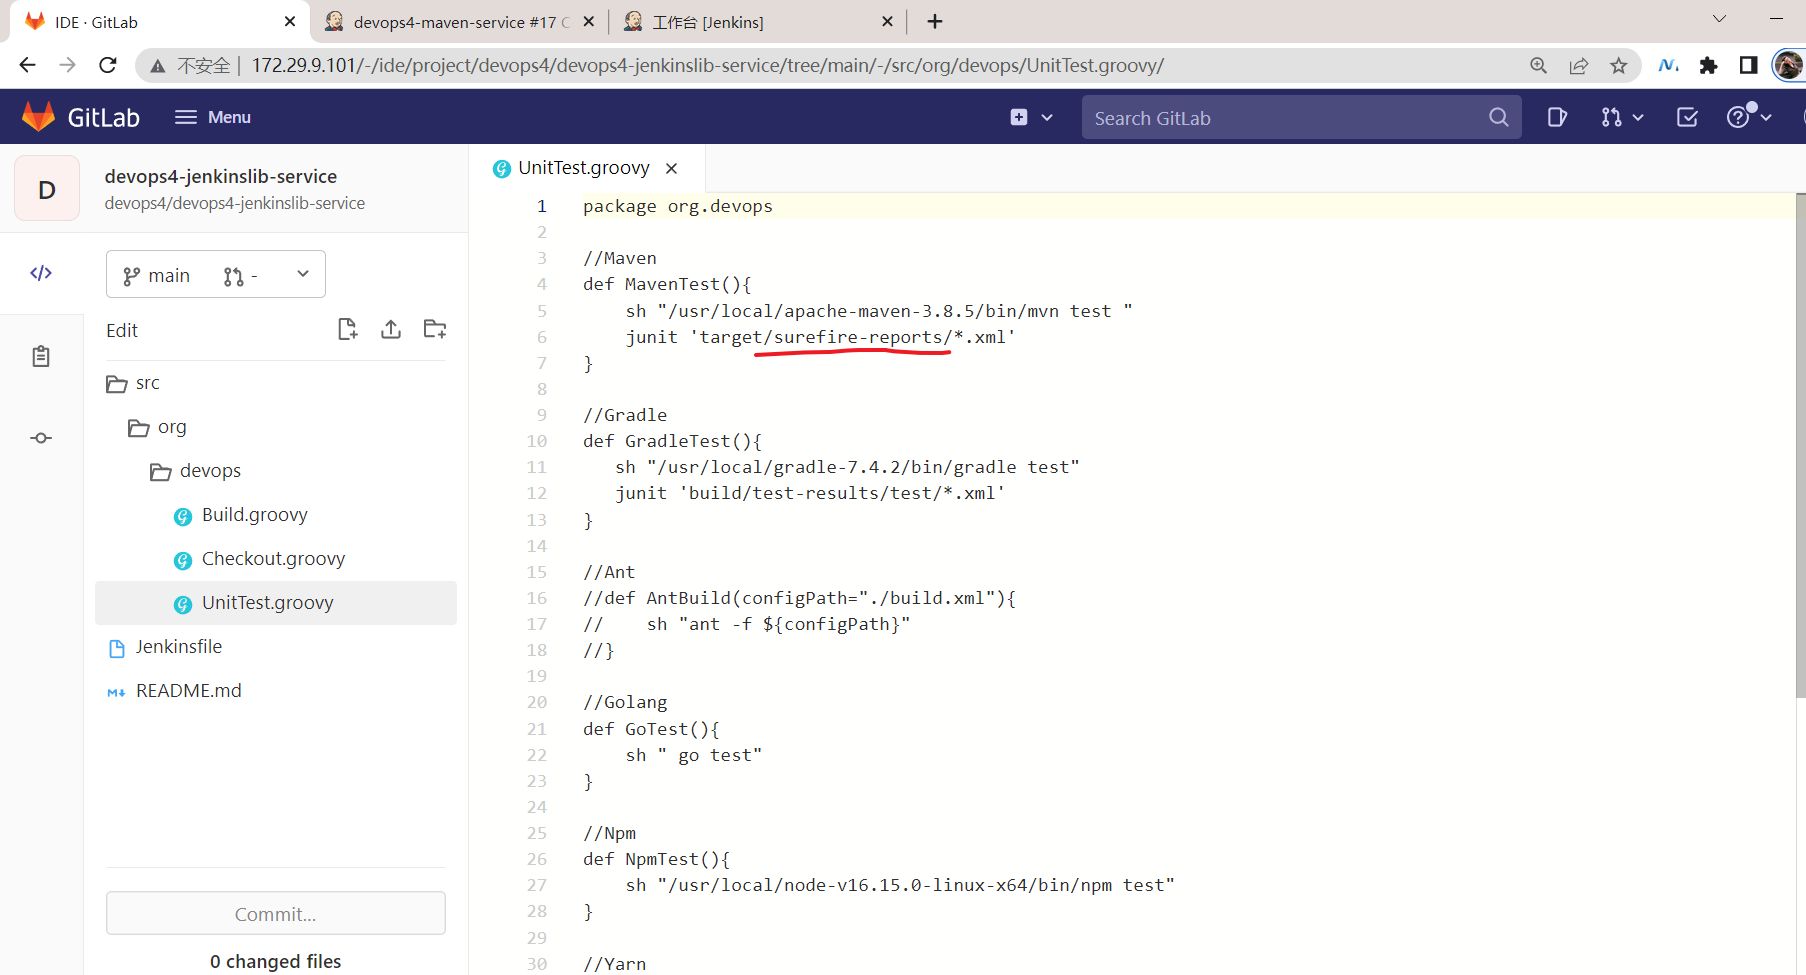 IDE · GitLab
devops4-maven-service #17 C
工作台 [Jenkins]
不安全
172.29.9.101/-/ide/project/devops4/devops4-jenkinslib-service/tree/main/-/src/org/devops/UnitTest.groovy/
GitLab
Menu
Search GitLab
D
devops4-jenkinslib-service
devops4/devops4-jenkinslib-service
main
-
Edit
src
org
devops
Build.groovy
Checkout.groovy
UnitTest.groovy
Jenkinsfile
README.md
Commit...
0 changed files
UnitTest.groovy
1 package org.devops
2
3 //Maven
4 def MavenTest(){
5     sh "/usr/local/apache-maven-3.8.5/bin/mvn test "
6     junit 'target/surefire-reports/*.xml'
7 }
8
9 //Gradle
10 def GradleTest(){
11    sh "/usr/local/gradle-7.4.2/bin/gradle test"
12    junit 'build/test-results/test/*.xml'
13 }
14
15 //Ant
16 //def AntBuild(configPath="./build.xml"){
17 //    sh "ant -f ${configPath}"
18 //}
19
20 //Golang
21 def GoTest(){
22     sh " go test"
23 }
24
25 //Npm
26 def NpmTest(){
27     sh "/usr/local/node-v16.15.0-linux-x64/bin/npm test"
28 }
29
30 //Yarn